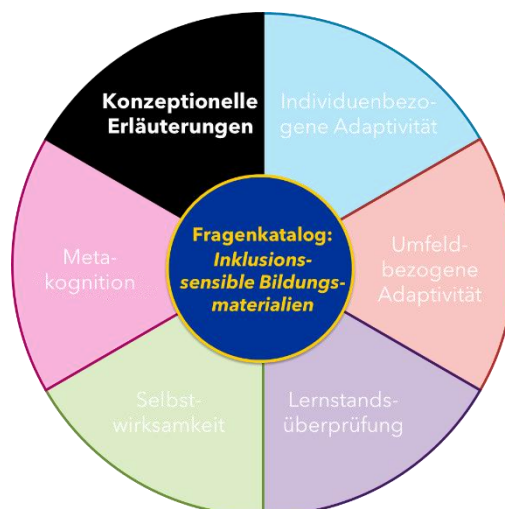 Konzeptionelle
Erläuterungen
Individuenbezo-
gene Adaptivität
Umfeld-
bezogene
Adaptivität
Lernstands-
überprüfung
Selbst-
wirksamkeit
Meta-
kognition
Fragenkatalog:
Inklusions-
sensible Bildungs-
materialien